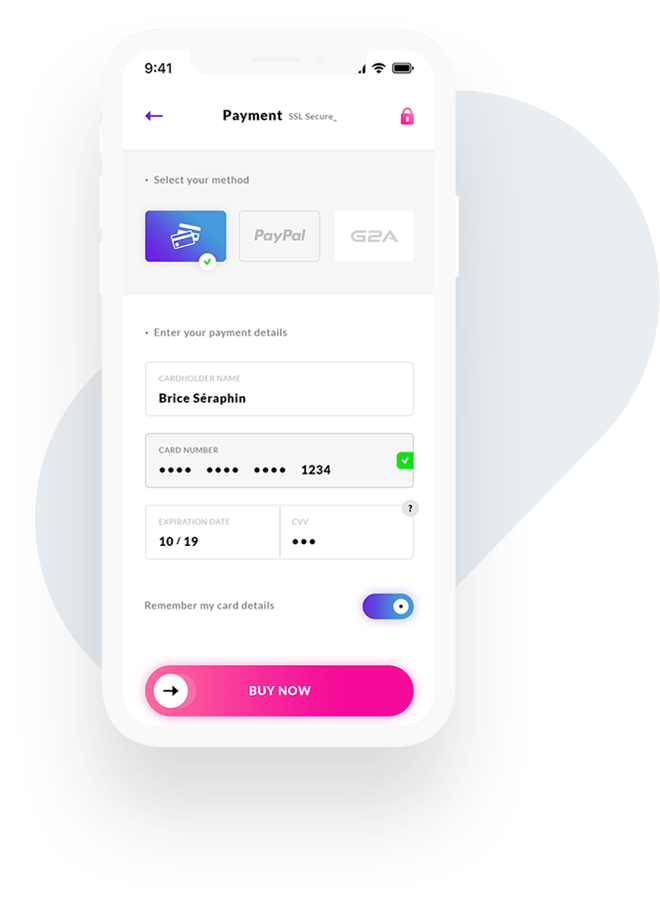 9:41
Payment SSL Secure_
• Select your method
PayPal G2A
• Enter your payment details
CARDHOLDER NAME
Brice Séraphin
CARD NUMBER
•••• •••• •••• 1234
?
EXPIRATION DATE CVV
10 / 19 •••
Remember my card details
BUY NOW